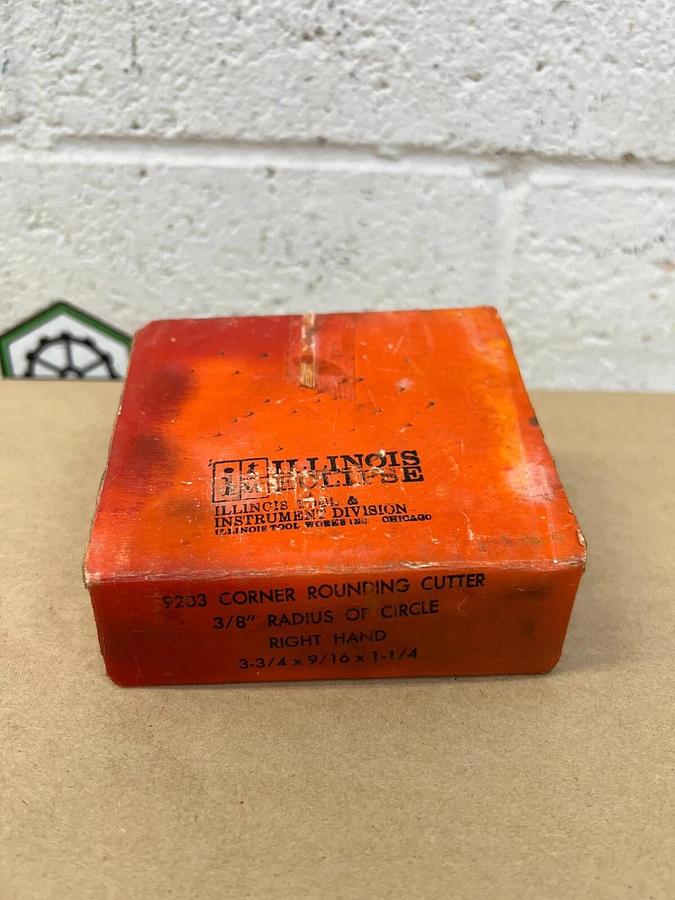 it ILLINOIS
ECLIPSE
ILLINOIS TOOL &
INSTRUMENT DIVISION
ILLINOIS TOOL WORKS INC. CHICAGO
9203 CORNER ROUNDING CUTTER
3/8" RADIUS OF CIRCLE
RIGHT HAND
3-3/4 x 9/16 x 1-1/4